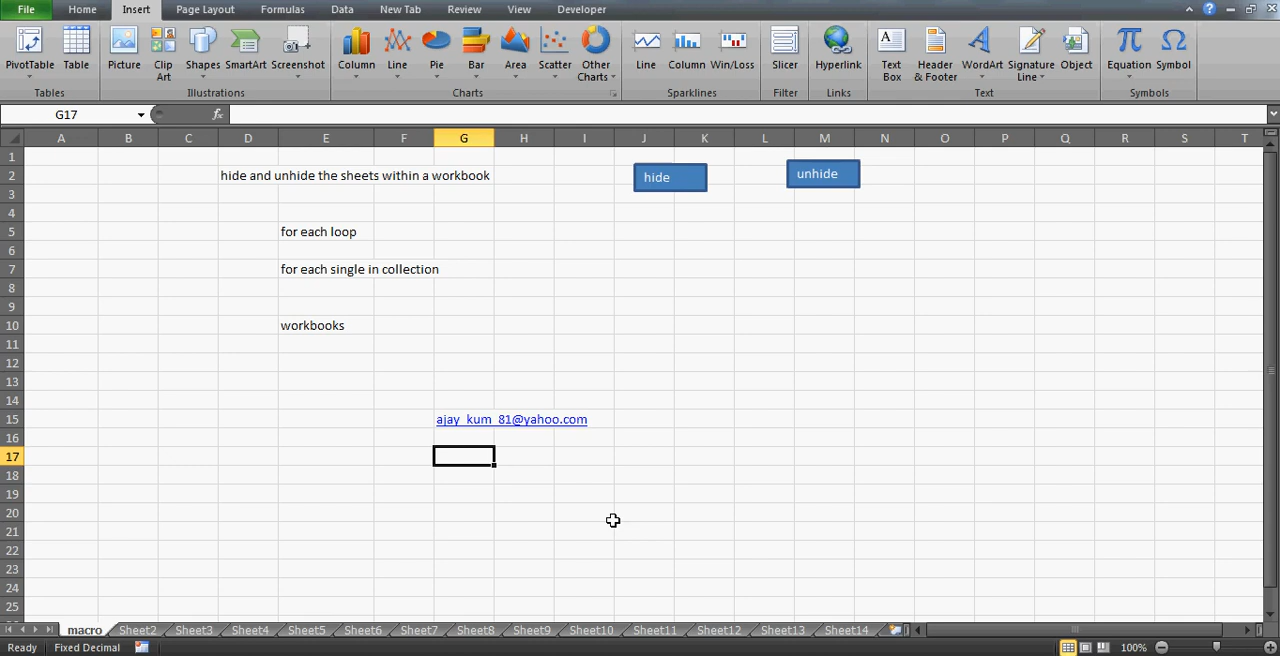 File Home Insert Page Layout Formulas Data New Tab Review View Developer
PivotTable Table Picture Clip Art Shapes SmartArt Screenshot Column Line Pie Bar Area Scatter Other Charts Line Column Win/Loss Slicer Hyperlink Text Box Header & Footer WordArt Signature Line Object Equation Symbol
Tables Illustrations Charts Sparklines Filter Links Text Symbols
G17 fx
A B C D E F G H I J K L M N O P Q R S T
1
2 hide and unhide the sheets within a workbook hide unhide
3
4
5 for each loop
6
7 for each single in collection
8
9
10 workbooks
11
12
13
14
15 ajay_kum_81@yahoo.com
16
17
18
19
20
21
22
23
24
25
macro Sheet2 Sheet3 Sheet4 Sheet5 Sheet6 Sheet7 Sheet8 Sheet9 Sheet10 Sheet11 Sheet12 Sheet13 Sheet14
Ready Fixed Decimal 100%